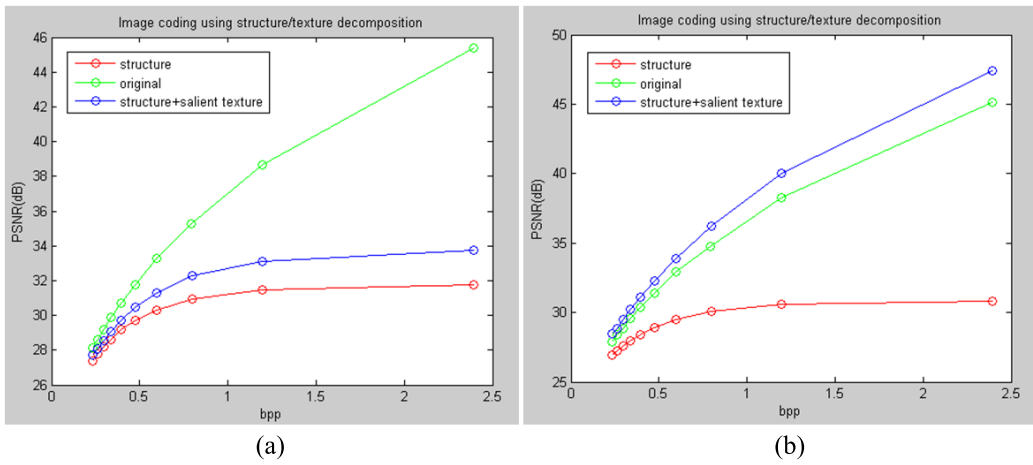 Image coding using structure/texture decomposition
46
44
42
40
38
36
34
32
30
28
26
PSNR(dB)
structure
original
structure+salient texture
0 0.5 1 1.5 2 2.5
bpp
(a)
Image coding using structure/texture decomposition
50
45
40
35
30
25
PSNR(dB)
structure
original
structure+salient texture
0 0.5 1 1.5 2 2.5
bpp
(b)